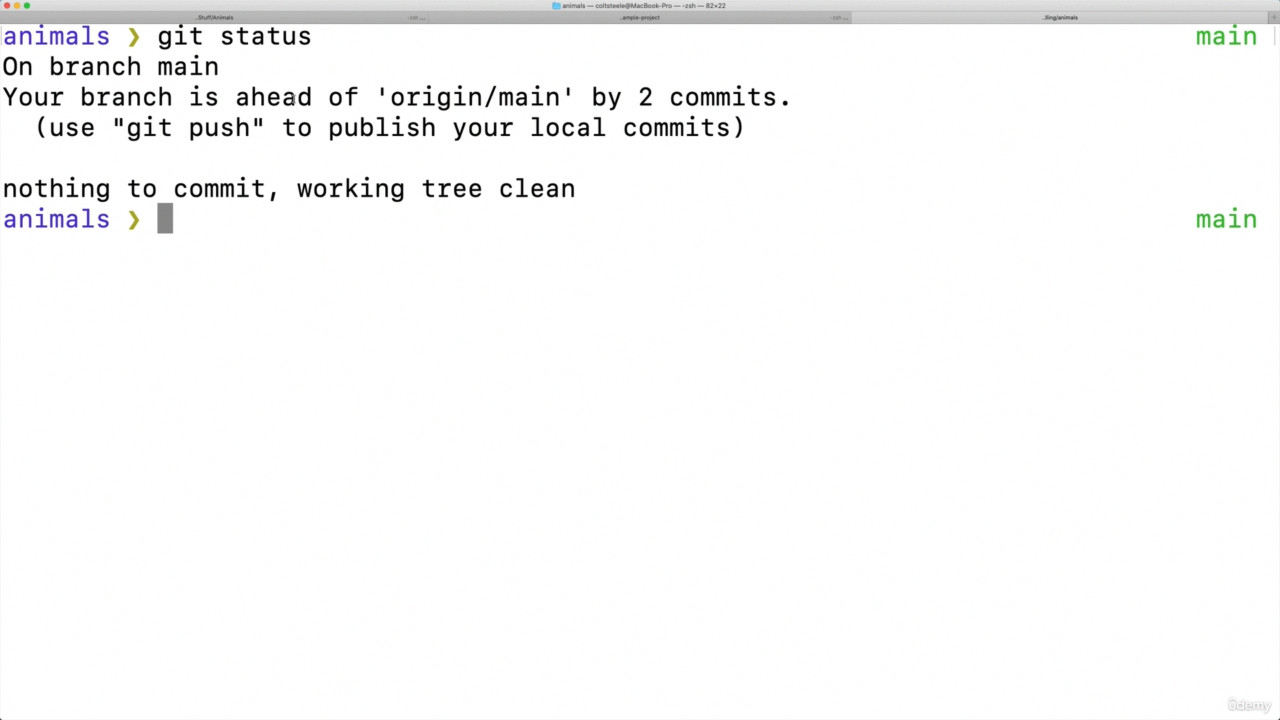 animals — coltsteele@MacBook-Pro — -zsh — 82×22
..Stuff/Animals
-zsh ...
..ample-project
-zsh ...
..lling/animals
+
animals ❯ git status main
On branch main
Your branch is ahead of 'origin/main' by 2 commits.
(use "git push" to publish your local commits)
nothing to commit, working tree clean
animals ❯ main
ûdemy